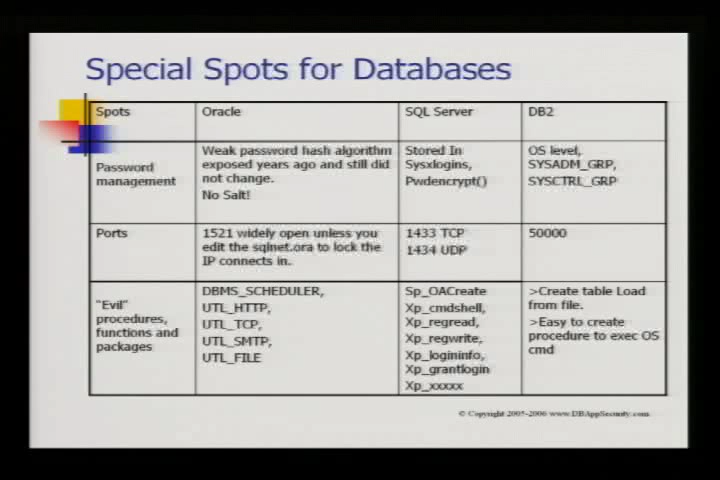 Special Spots for Databases
Spots
Oracle
SQL Server
DB2
Password
management
Weak password hash algorithm
exposed years ago and still did
not change.
No Salt!
Stored In
Sysxlogins,
Pwdencrypt()
OS level,
SYSADM_GRP,
SYSCTRL_GRP
Ports
1521 widely open unless you
edit the sqlnet.ora to lock the
IP connects in.
1433 TCP
1434 UDP
50000
"Evil"
procedures,
functions and
packages
DBMS_SCHEDULER,
UTL_HTTP,
UTL_TCP,
UTL_SMTP,
UTL_FILE
Sp_OACreate
Xp_cmdshell,
Xp_regread,
Xp_regwrite,
Xp_logininfo,
Xp_grantlogin
Xp_xxxxx
>Create table Load
from file.
>Easy to create
procedure to exec OS
cmd
© Copyright 2005-2006 www.DBAppSecurity.com